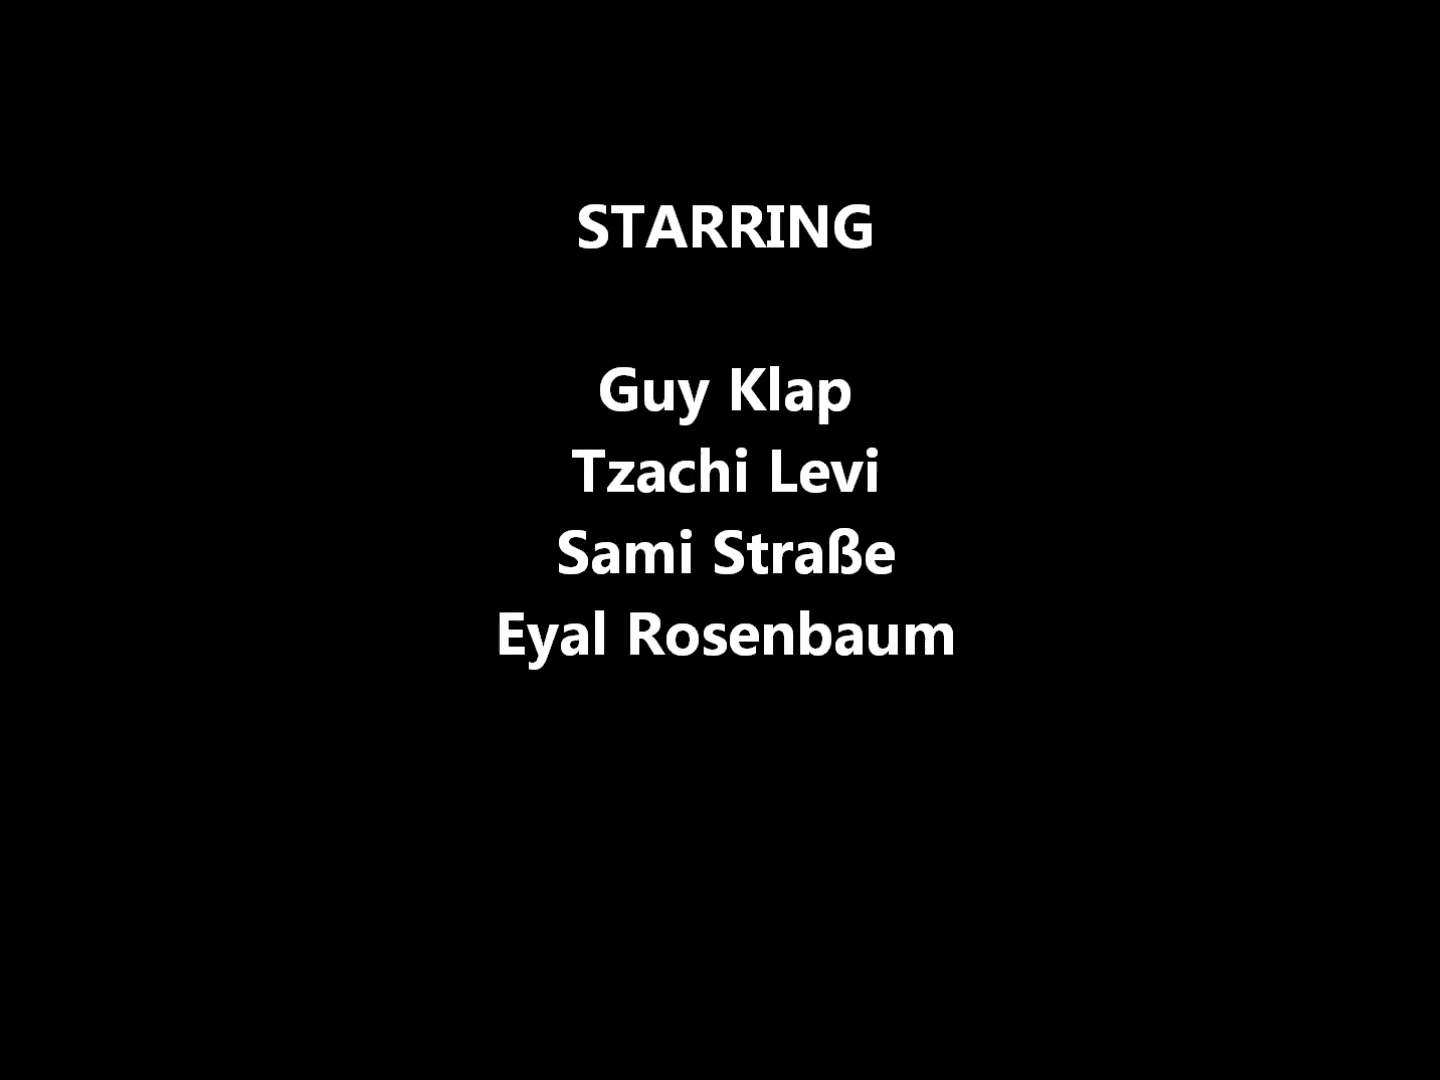 STARRING
Guy Klap
Tzachi Levi
Sami Straße
Eyal Rosenbaum